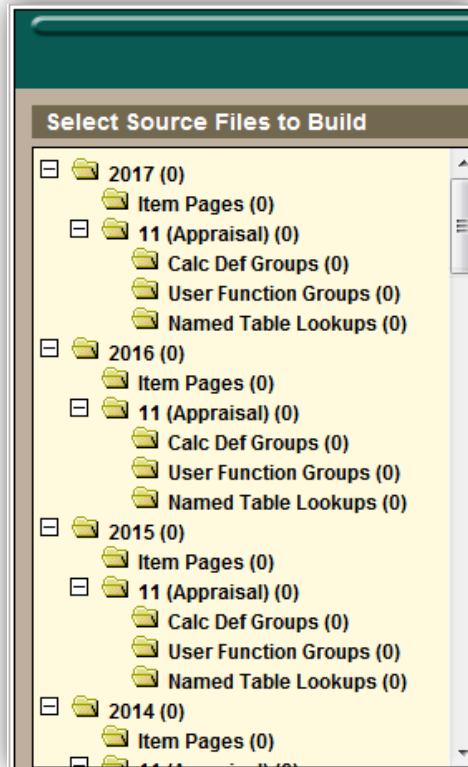 Select Source Files to Build
2017 (0)
Item Pages (0)
11 (Appraisal) (0)
Calc Def Groups (0)
User Function Groups (0)
Named Table Lookups (0)
2016 (0)
Item Pages (0)
11 (Appraisal) (0)
Calc Def Groups (0)
User Function Groups (0)
Named Table Lookups (0)
2015 (0)
Item Pages (0)
11 (Appraisal) (0)
Calc Def Groups (0)
User Function Groups (0)
Named Table Lookups (0)
2014 (0)
Item Pages (0)
11 (Appraisal) (0)